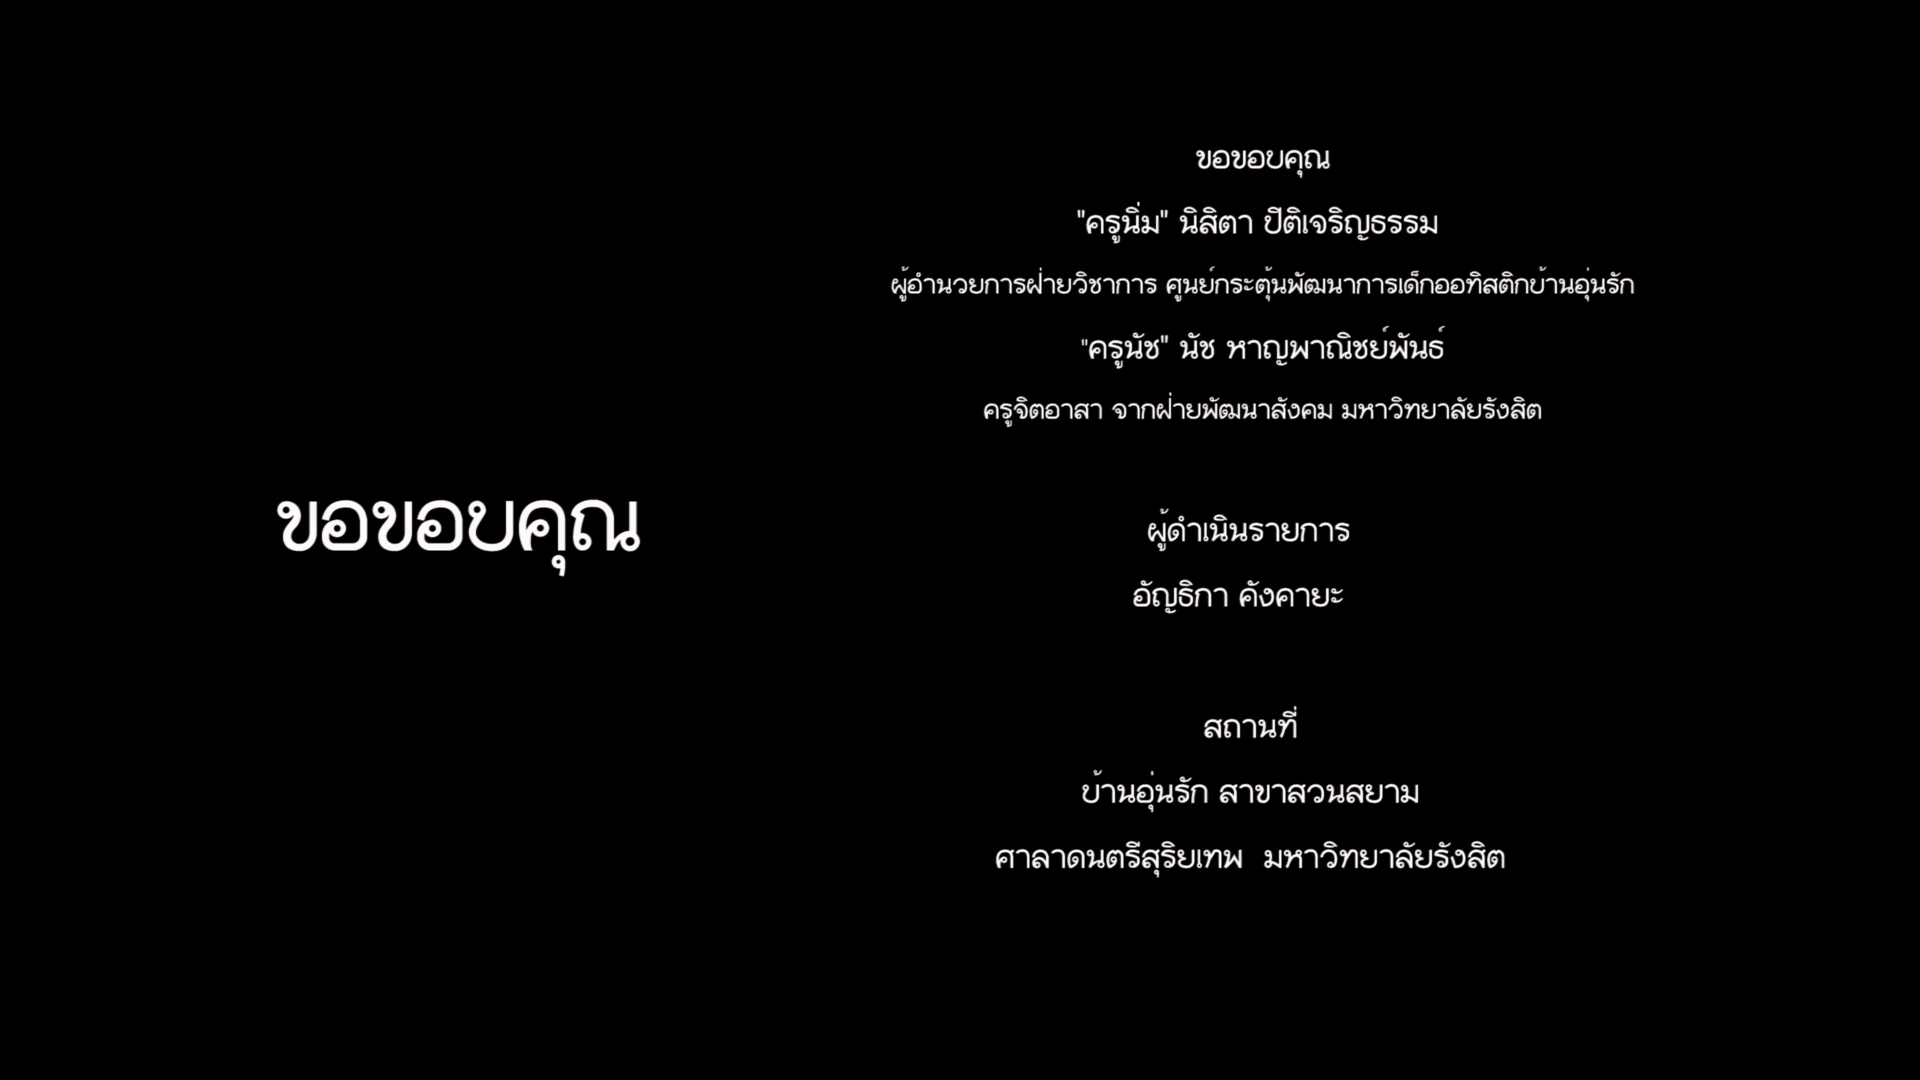 ขอขอบคุณ
ขอขอบคุณ
"ครูนิ่ม" นิสิตา ปีติเจริญธรรม
ผู้อำนวยการฝ่ายวิชาการ ศูนย์กระตุ้นพัฒนาการเด็กออทิสติกบ้านอุ่นรัก
"ครูนัช" นัช หาญพาณิชย์พันธ์
ครูจิตอาสา จากฝ่ายพัฒนาสังคม มหาวิทยาลัยรังสิต
ผู้ดำเนินรายการ
อัญธิกา คังคายะ
สถานที่
บ้านอุ่นรัก สาขาสวนสยาม
ศาลาดนตรีสุริยเทพ  มหาวิทยาลัยรังสิต